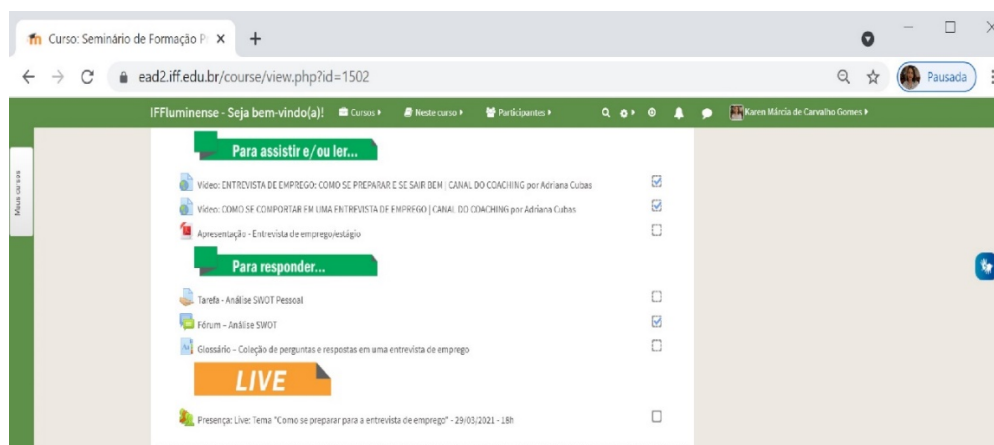 Curso: Seminário de Formação P
ead2.iff.edu.br/course/view.php?id=1502
Pausada
IFFluminense - Seja bem-vindo(a)! Cursos Neste curso Participantes Karen Márcia de Carvalho Gomes
Meus cursos
Para assistir e/ou ler...
Vídeo: ENTREVISTA DE EMPREGO: COMO SE PREPARAR E SE SAIR BEM | CANAL DO COACHING por Adriana Cubas
Vídeo: COMO SE COMPORTAR EM UMA ENTREVISTA DE EMPREGO | CANAL DO COACHING por Adriana Cubas
Apresentação - Entrevista de emprego/estágio
Para responder...
Tarefa - Análise SWOT Pessoal
Fórum – Análise SWOT
Glossário – Coleção de perguntas e respostas em uma entrevista de emprego
LIVE
Presença: Live: Tema "Como se preparar para a entrevista de emprego" - 29/03/2021 - 18h